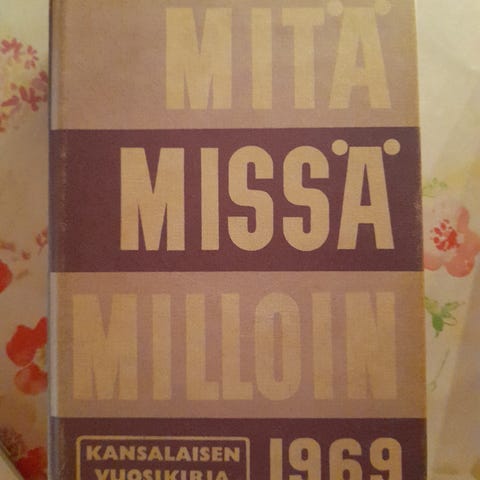 MITÄ
MISSÄ
MILLOIN
KANSALAISEN
VUOSIKIRJA
1969